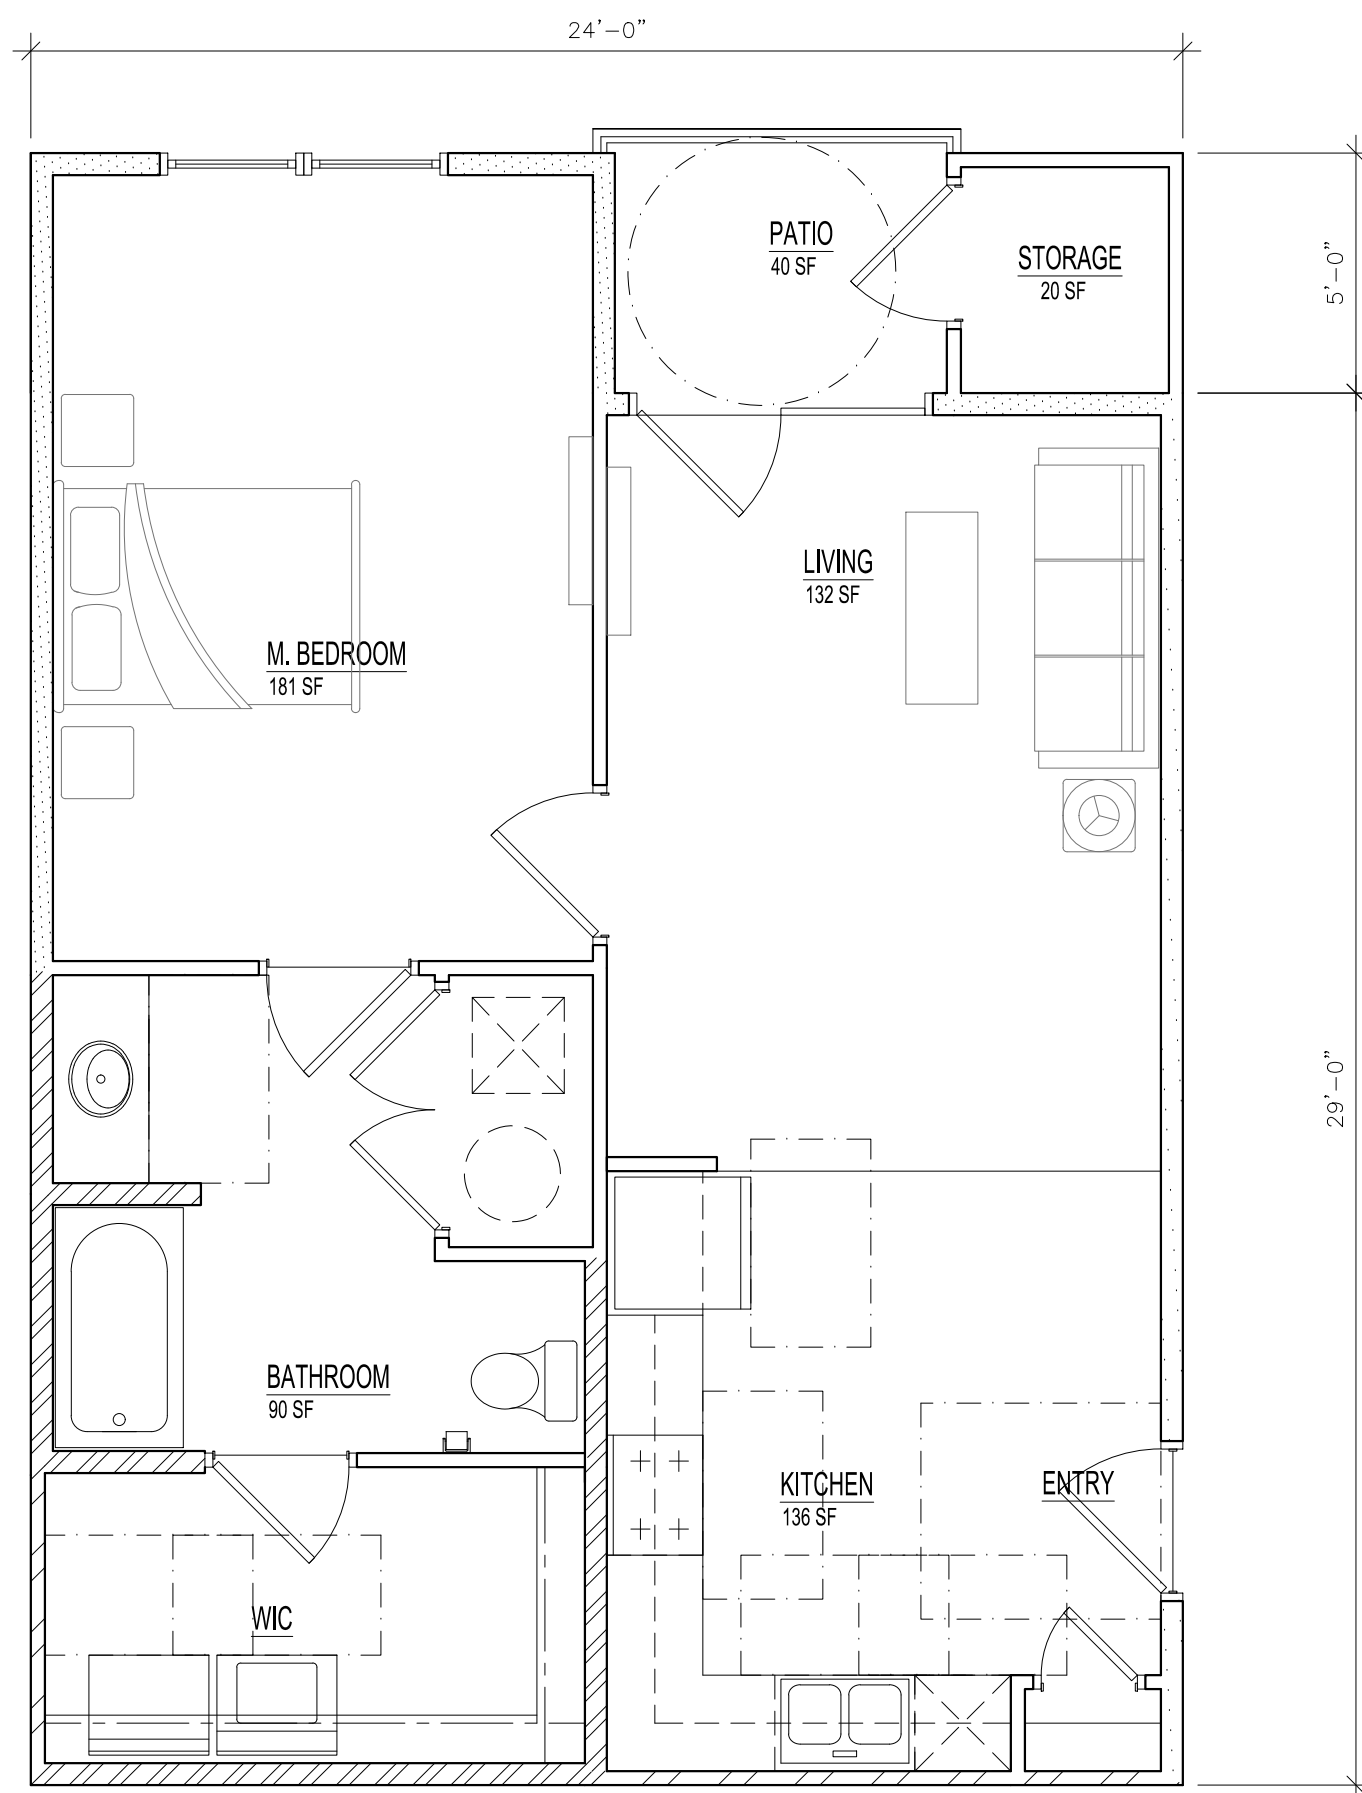 24'-0"
PATIO
40 SF
STORAGE
20 SF
5'-0"
LIVING
132 SF
M. BEDROOM
181 SF
29'-0"
BATHROOM
90 SF
KITCHEN
136 SF
ENTRY
WIC